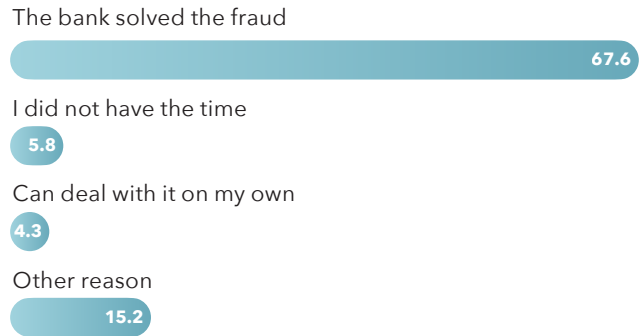 The bank solved the fraud
67.6
I did not have the time
5.8
Can deal with it on my own
4.3
Other reason
15.2